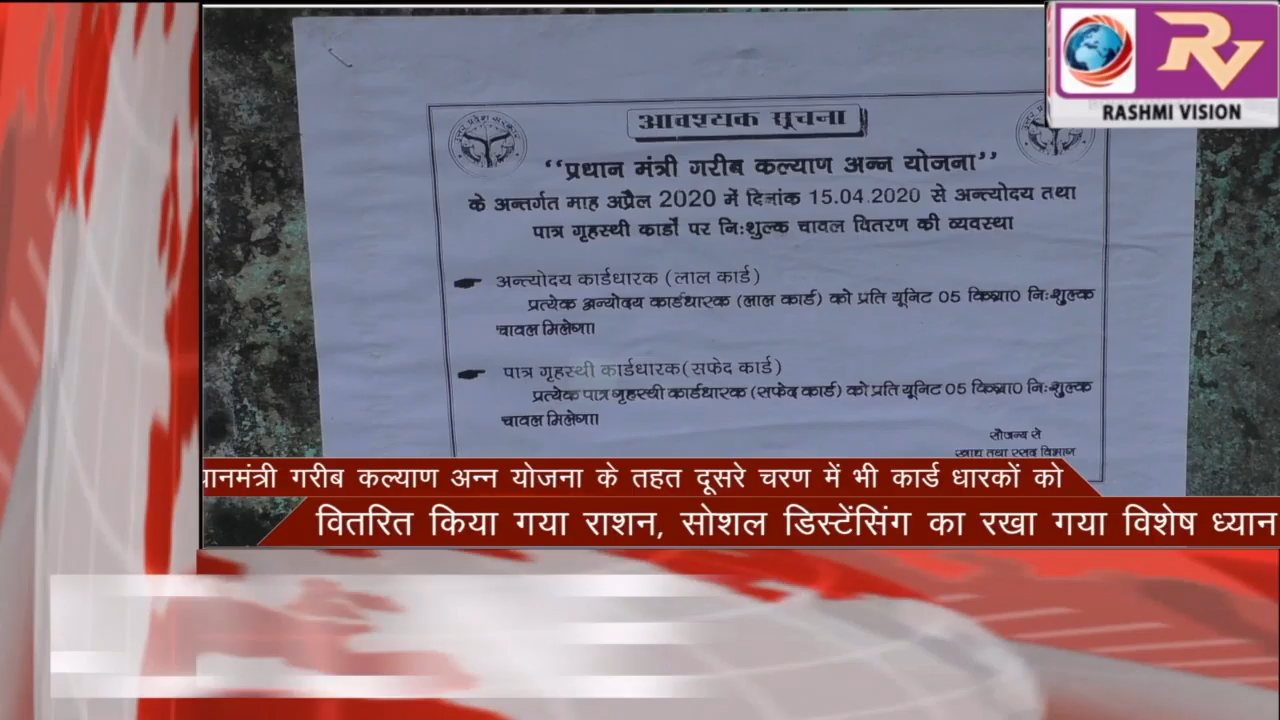 RV
RASHMI VISION
आवश्यक सूचना
“प्रधान मंत्री गरीब कल्याण अन्न योजना”
के अन्तर्गत माह अप्रैल 2020 में दिनांक 15.04.2020 से अन्त्योदय तथा
पात्र गृहस्थी कार्डों पर निःशुल्क चावल वितरण की व्यवस्था
अन्त्योदय कार्डधारक (लाल कार्ड)
प्रत्येक अन्योदय कार्डधारक (लाल कार्ड) को प्रति यूनिट 05 कि0ग्रा0 निःशुल्क
चावल मिलेगा।
पात्र गृहस्थी कार्डधारक(सफेद कार्ड)
प्रत्येक पात्र गृहस्थी कार्डधारक (सफेद कार्ड) को प्रति यूनिट 05 कि0ग्रा0 निःशुल्क
चावल मिलेगा।
सौजन्य से
खाद्य तथा रसद विभाग
धानमंत्री गरीब कल्याण अन्न योजना के तहत दूसरे चरण में भी कार्ड धारकों को
वितरित किया गया राशन, सोशल डिस्टेंसिंग का रखा गया विशेष ध्यान